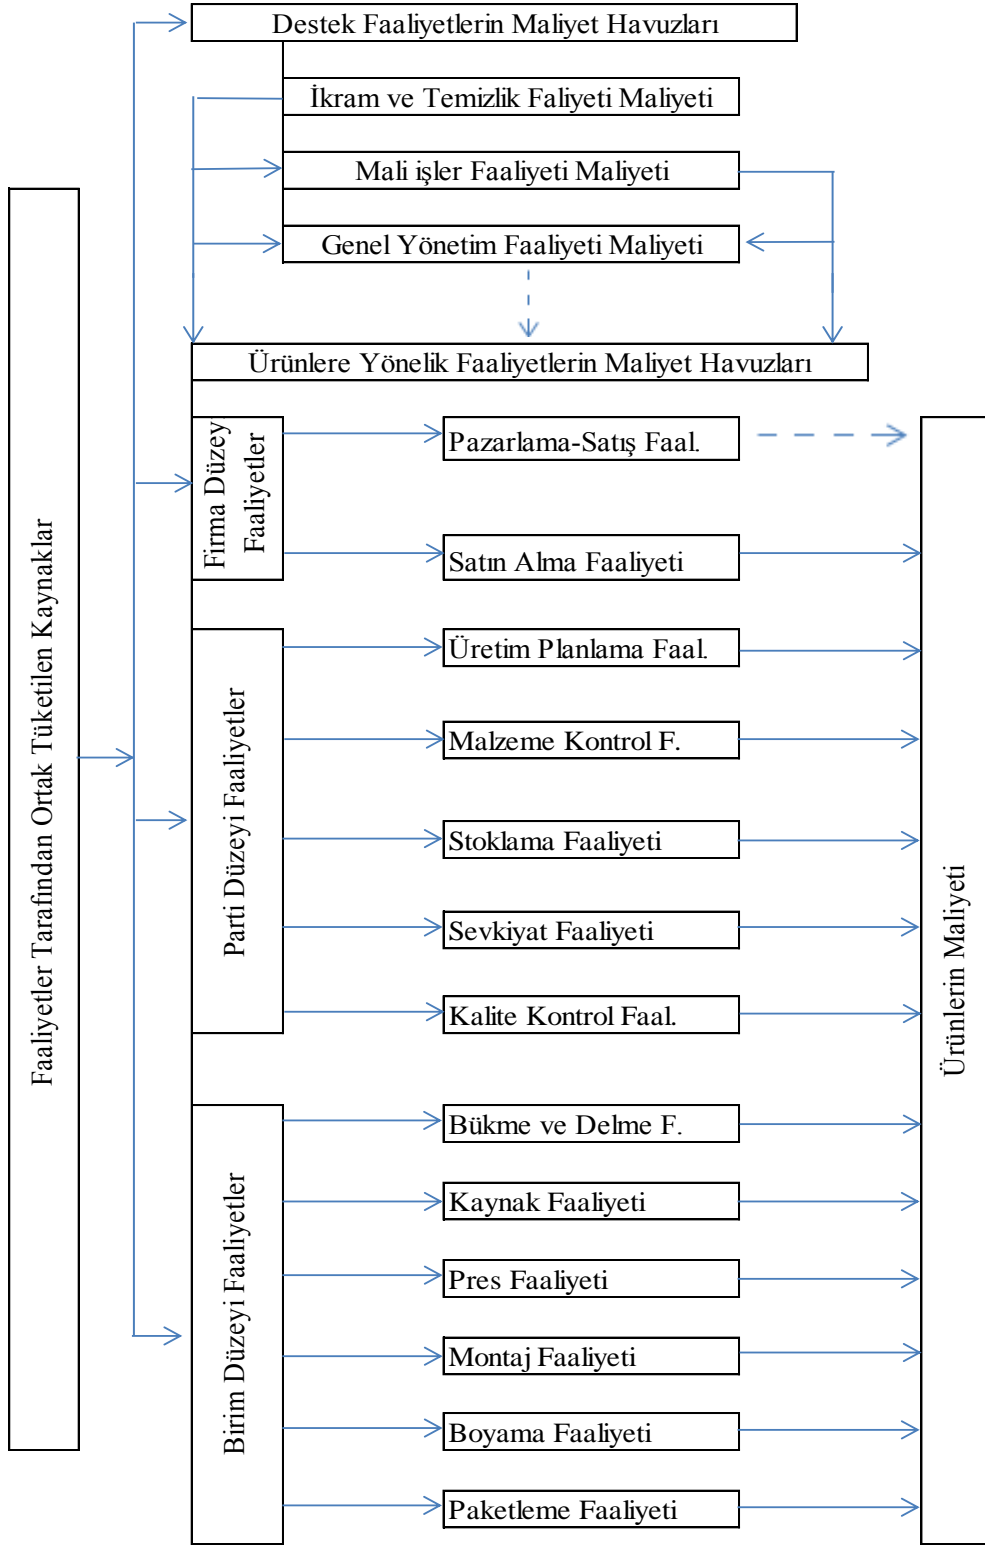 Destek Faaliyetlerin Maliyet Havuzları
İkram ve Temizlik Faliyeti Maliyeti
Mali işler Faaliyeti Maliyeti
Genel Yönetim Faaliyeti Maliyeti
Ürünlere Yönelik Faaliyetlerin Maliyet Havuzları
Faaliyetler Tarafından Ortak Tüketilen Kaynaklar
Firma Düzey
Faaliyetler
Pazarlama-Satış Faal.
Satın Alma Faaliyeti
Parti Düzeyi Faaliyetler
Üretim Planlama Faal.
Malzeme Kontrol F.
Stoklama Faaliyeti
Sevkiyat Faaliyeti
Kalite Kontrol Faal.
Birim Düzeyi Faaliyetler
Bükme ve Delme F.
Kaynak Faaliyeti
Pres Faaliyeti
Montaj Faaliyeti
Boyama Faaliyeti
Paketleme Faaliyeti
Ürünlerin Maliyeti